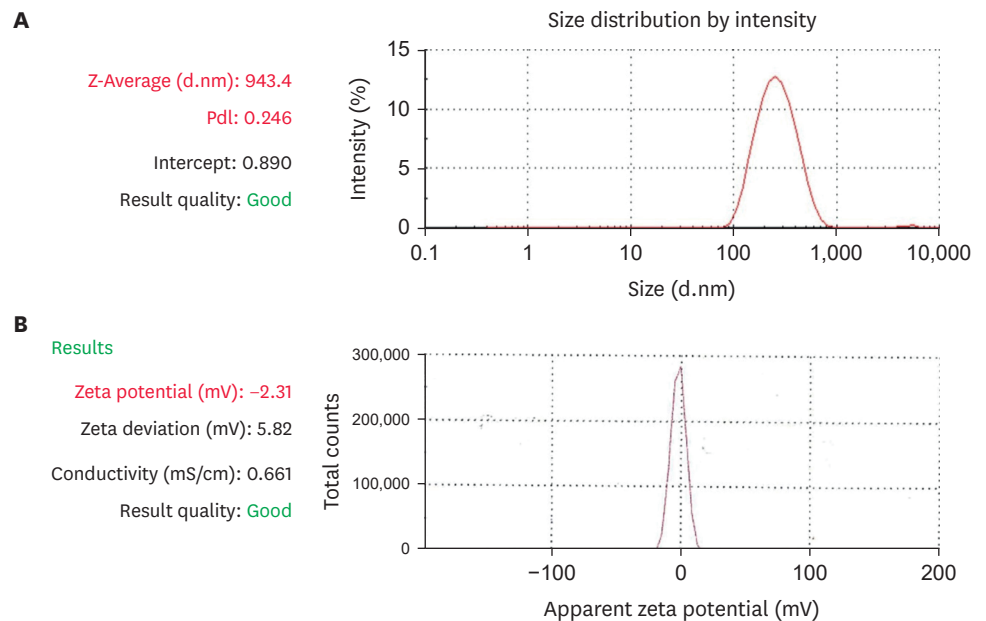 A
Size distribution by intensity
Z-Average (d.nm): 943.4
Pdl: 0.246
Intercept: 0.890
Result quality: Good
Intensity (%)
15
10
5
0
0.1 1 10 100 1,000 10,000
Size (d.nm)
B
Results
Zeta potential (mV): −2.31
Zeta deviation (mV): 5.82
Conductivity (mS/cm): 0.661
Result quality: Good
Total counts
300,000
200,000
100,000
0
−100 0 100 200
Apparent zeta potential (mV)